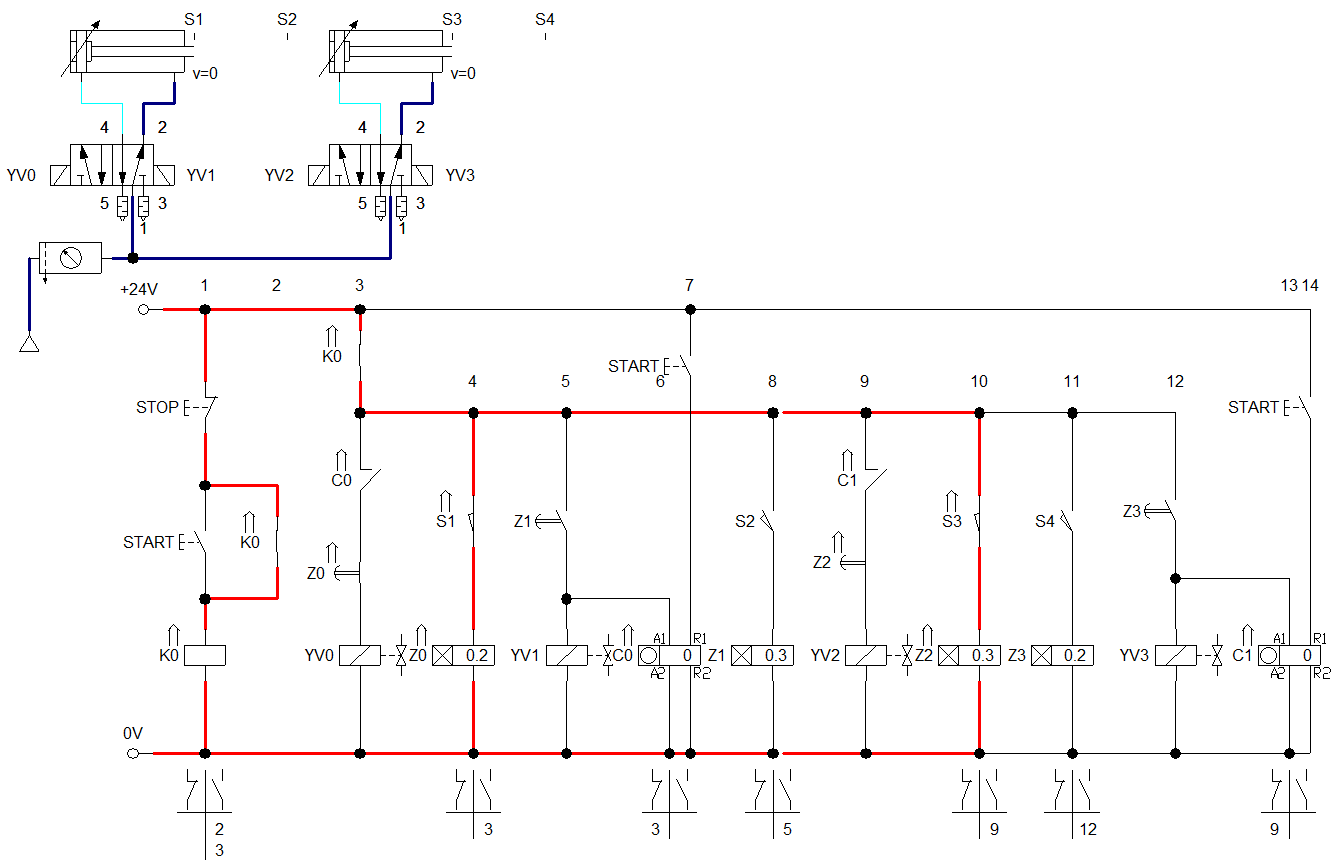 S1 S2 S3 S4
v=0 v=0
4 2 4 2
YV0 YV1 YV2 YV3
5 3 5 3
1 1
+24V 1 2 3 7 13 14
K0
START
4 5 6 8 9 10 11 12
STOP START
C0 C1
S1 Z1 S2 S3 S4 Z3
START K0
Z0 Z2
A1 R1 A1 R1
K0 YV0 Z0 0.2 YV1 C0 0 Z1 0.3 YV2 Z2 0.3 Z3 0.2 YV3 C1 0
A2 R2 A2 R2
0V
2 3 3 5 9 12 9
3